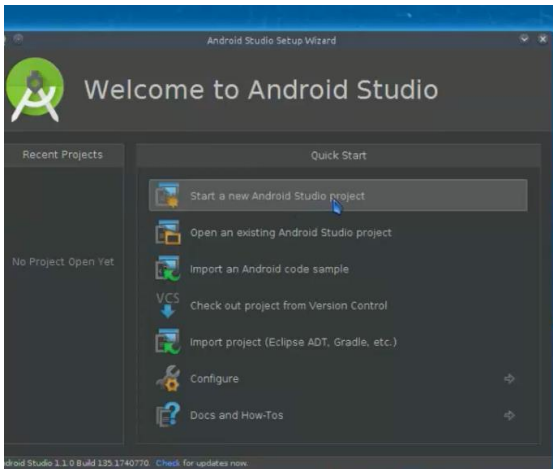 Android Studio Setup Wizard
Welcome to Android Studio
Recent Projects
Quick Start
Start a new Android Studio project
Open an existing Android Studio project
No Project Open Yet
Import an Android code sample
VCS
Check out project from Version Control
Import project (Eclipse ADT, Gradle, etc.)
Configure
Docs and How-Tos
droid Studio 1.1.0 Build 135.1740770. Check for updates now.